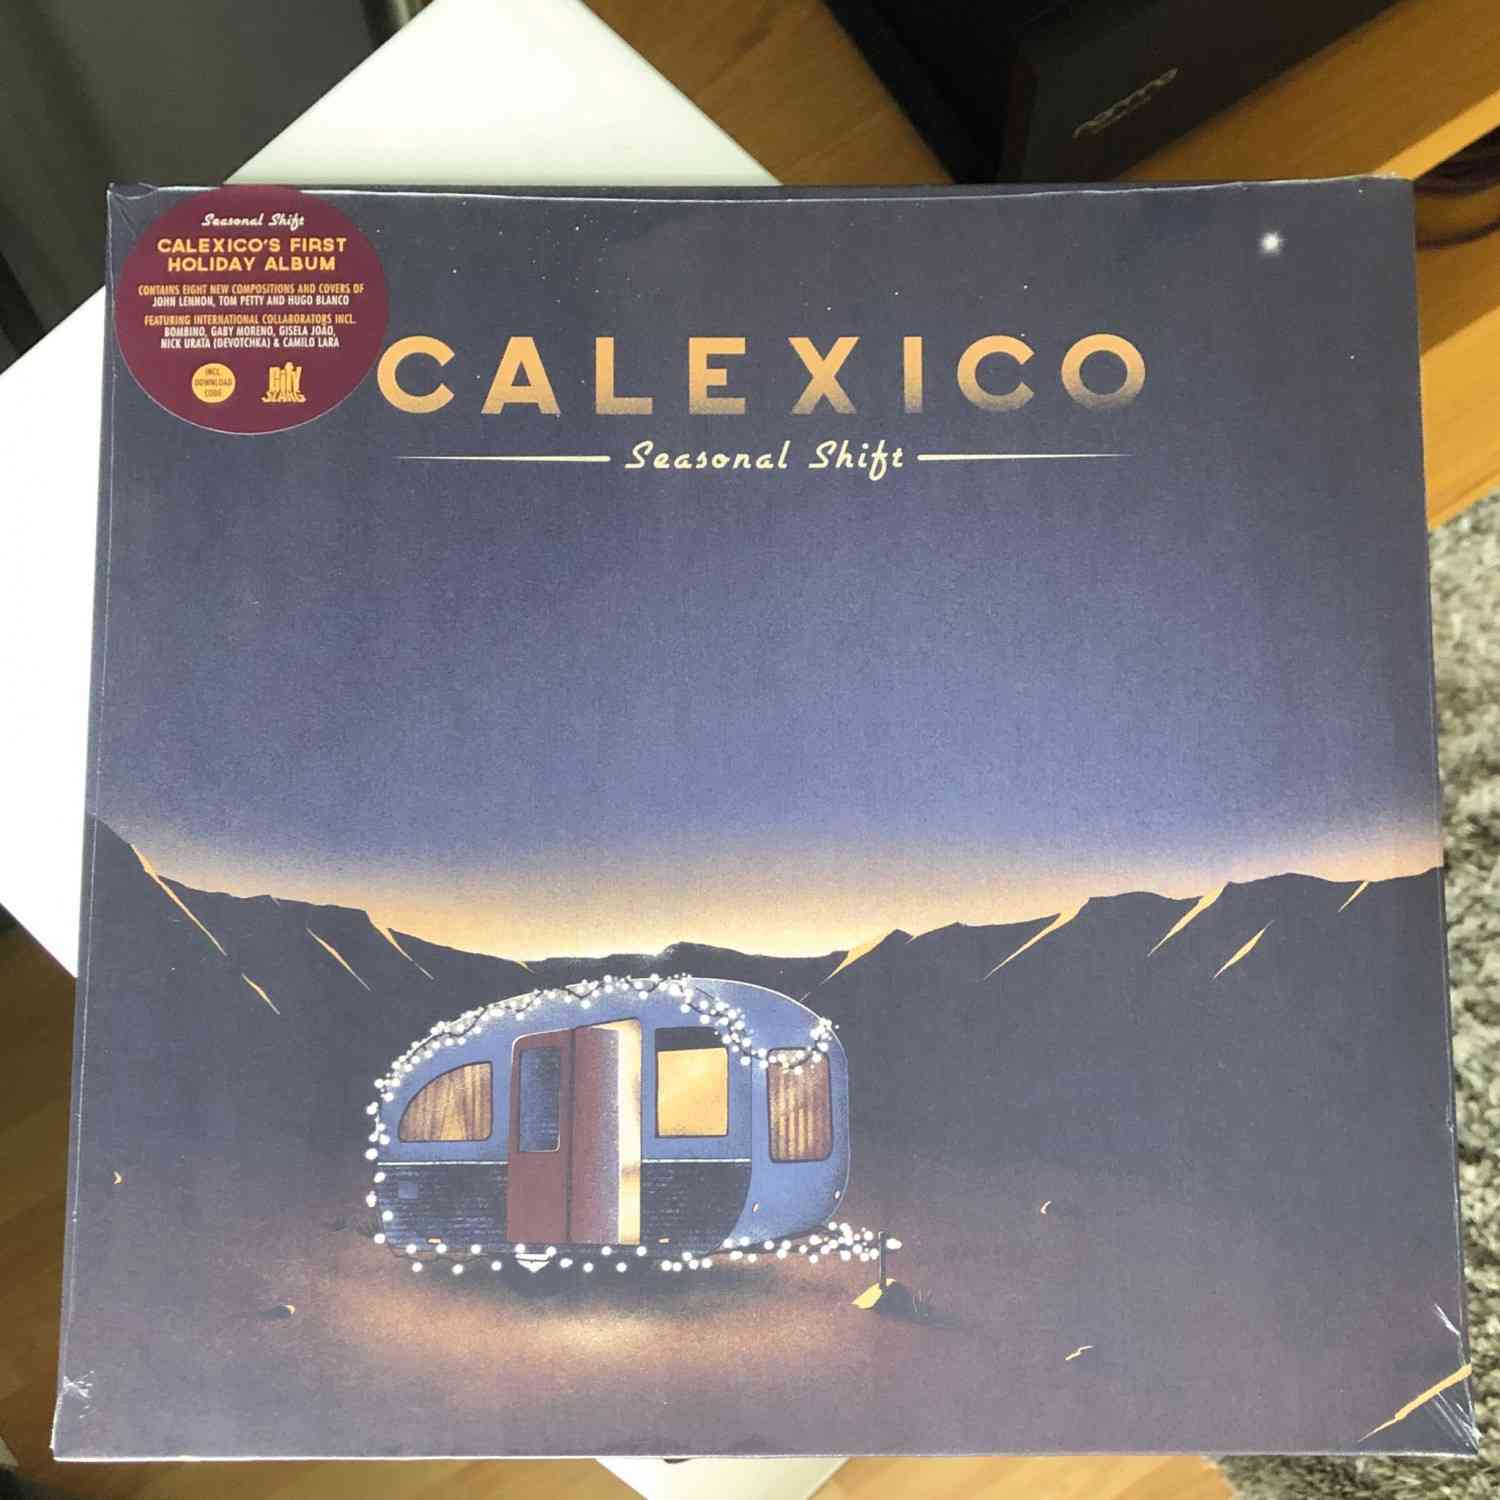 Seasonal Shift
CALEXICO'S FIRST
HOLIDAY ALBUM
CONTAINS EIGHT NEW COMPOSITIONS AND COVERS OF
JOHN LENNON, TOM PETTY AND HUGO BLANCO
FEATURING INTERNATIONAL COLLABORATORS INCL.
BOMBINO, GABY MORENO, GISELA JOÃO,
NICK URATA (DEVOTCHKA) & CAMILO LARA
INCL.
DOWNLOAD
CODE
City
SLANG
CALEXICO
Seasonal Shift